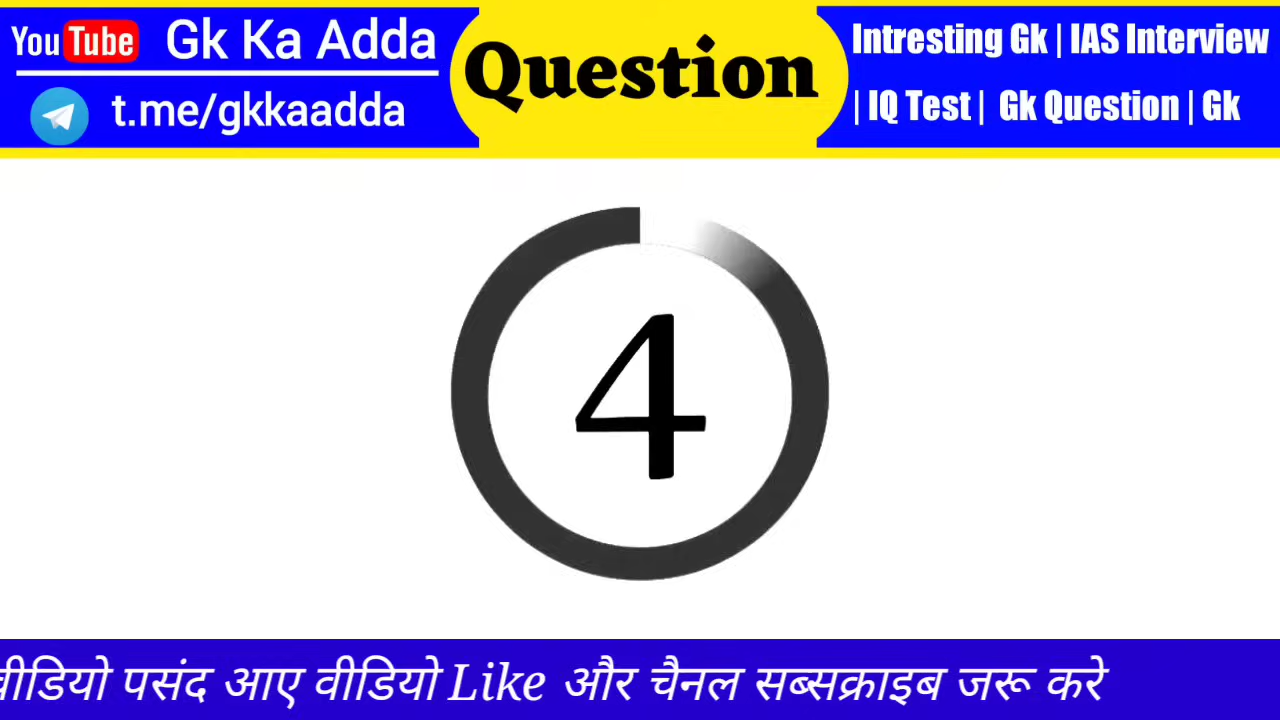 YouTube Gk Ka Adda
t.me/gkkaadda
Question
Intresting Gk | IAS Interview
| IQ Test | Gk Question | Gk
4
वीडियो पसंद आए वीडियो Like और चैनल सब्सक्राइब जरू करे